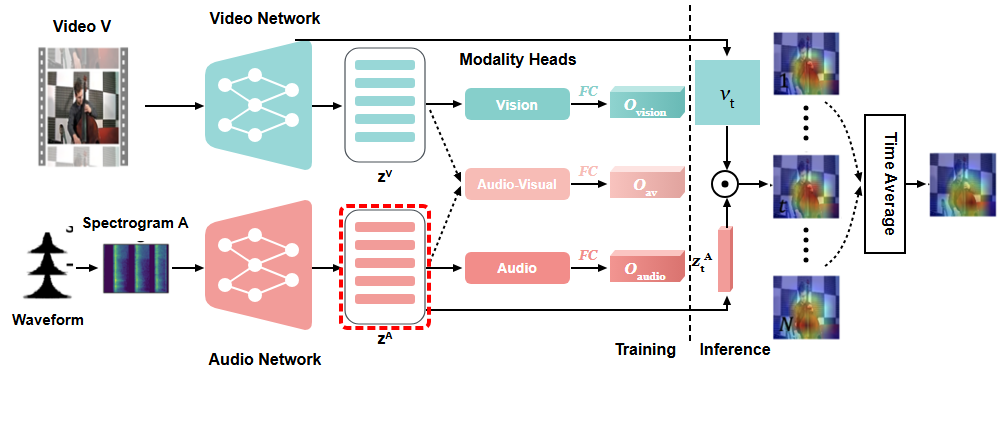 Video Network
Video V
Modality Heads
Vision
FC
O vision
v t
1
z^V
Audio-Visual
FC
O av
t
Time Average
Spectrogram A
Audio
FC
O audio
z t ^A
Waveform
z^A
N
Audio Network
Training
Inference